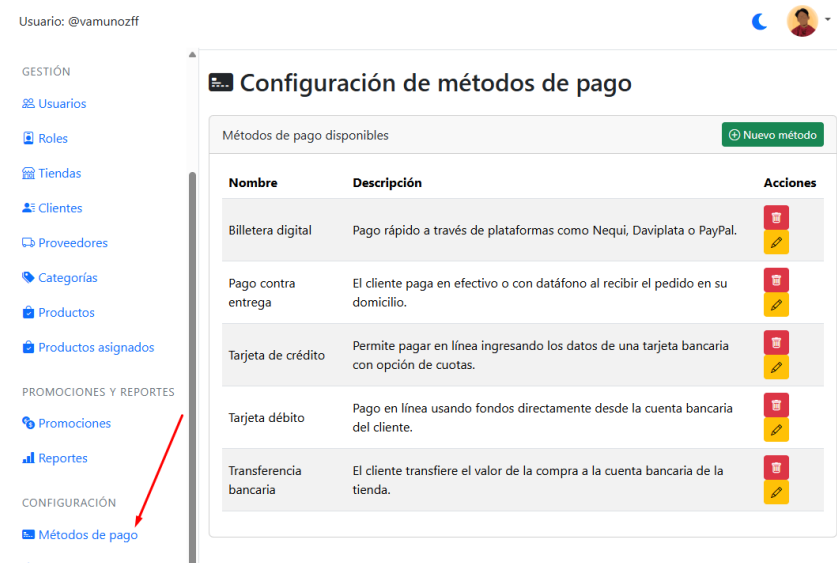 Usuario: @vamunozff
GESTIÓN
Usuarios
Roles
Tiendas
Clientes
Proveedores
Categorías
Productos
Productos asignados
PROMOCIONES Y REPORTES
Promociones
Reportes
CONFIGURACIÓN
Métodos de pago
Configuración de métodos de pago
Métodos de pago disponibles
Nuevo método
Nombre Descripción Acciones
Billetera digital Pago rápido a través de plataformas como Nequi, Daviplata o PayPal.
Pago contra entrega
El cliente paga en efectivo o con datáfono al recibir el pedido en su
domicilio.
Tarjeta de crédito
Permite pagar en línea ingresando los datos de una tarjeta bancaria
con opción de cuotas.
Tarjeta débito
Pago en línea usando fondos directamente desde la cuenta bancaria
del cliente.
Transferencia bancaria
El cliente transfiere el valor de la compra a la cuenta bancaria de la
tienda.